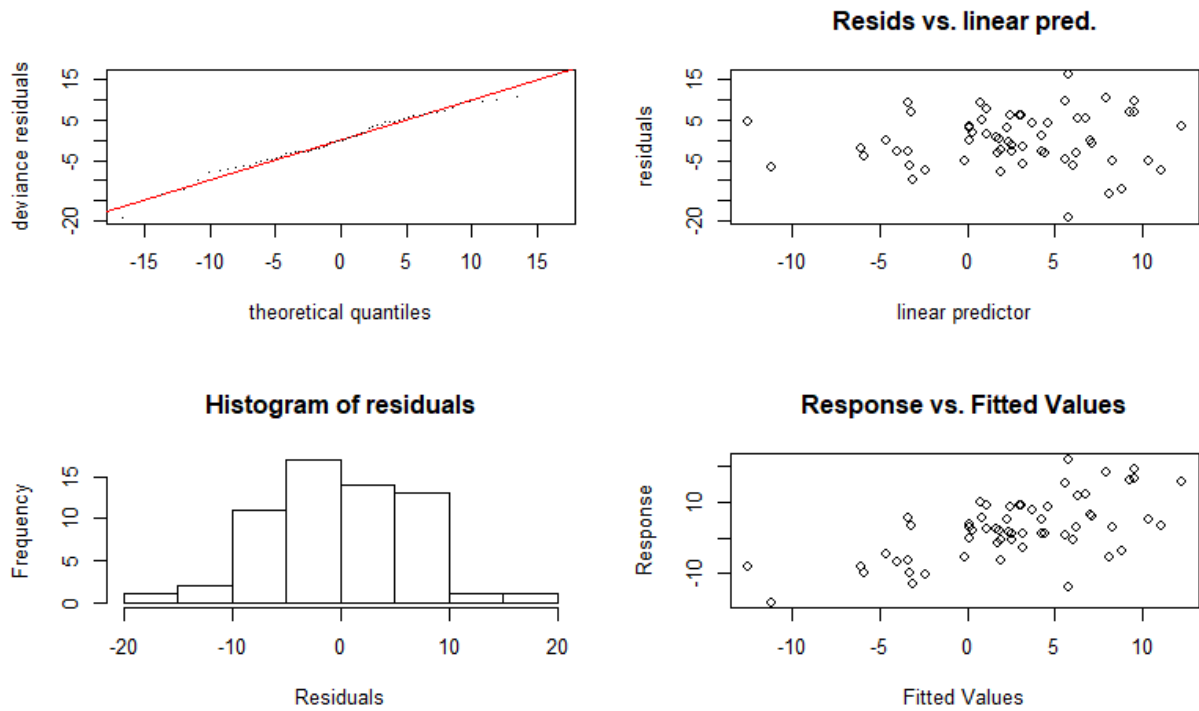 deviance residuals
-20 -5 5 15
-15 -10 -5 0 5 10 15
theoretical quantiles
Resids vs. linear pred.
residuals
-20 -5 5 15
-10 -5 0 5 10
linear predictor
Histogram of residuals
Frequency
0 5 10 15
-20 -10 0 10 20
Residuals
Response vs. Fitted Values
Response
-10 10
-10 -5 0 5 10
Fitted Values